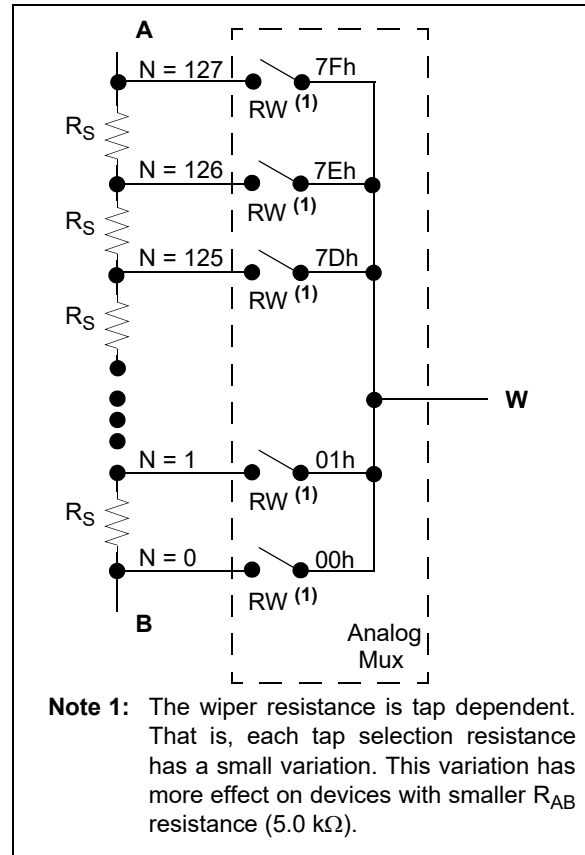 A
N = 127
7Fh
RW (1)
RS
N = 126
7Eh
RW (1)
RS
N = 125
7Dh
RW (1)
RS
W
N = 1
01h
RW (1)
RS
N = 0
00h
RW (1)
B
Analog
Mux
Note 1: The wiper resistance is tap dependent.
That is, each tap selection resistance
has a small variation. This variation has
more effect on devices with smaller RAB
resistance (5.0 kΩ).